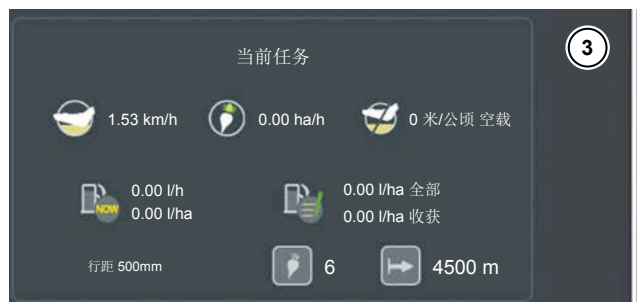 当前任务
3
1.53 km/h 0.00 ha/h 0 米/公顷 空载
0.00 l/h 0.00 l/ha 全部
NOW
0.00 l/ha 0.00 l/ha 收获
行距 500mm 6 4500 m